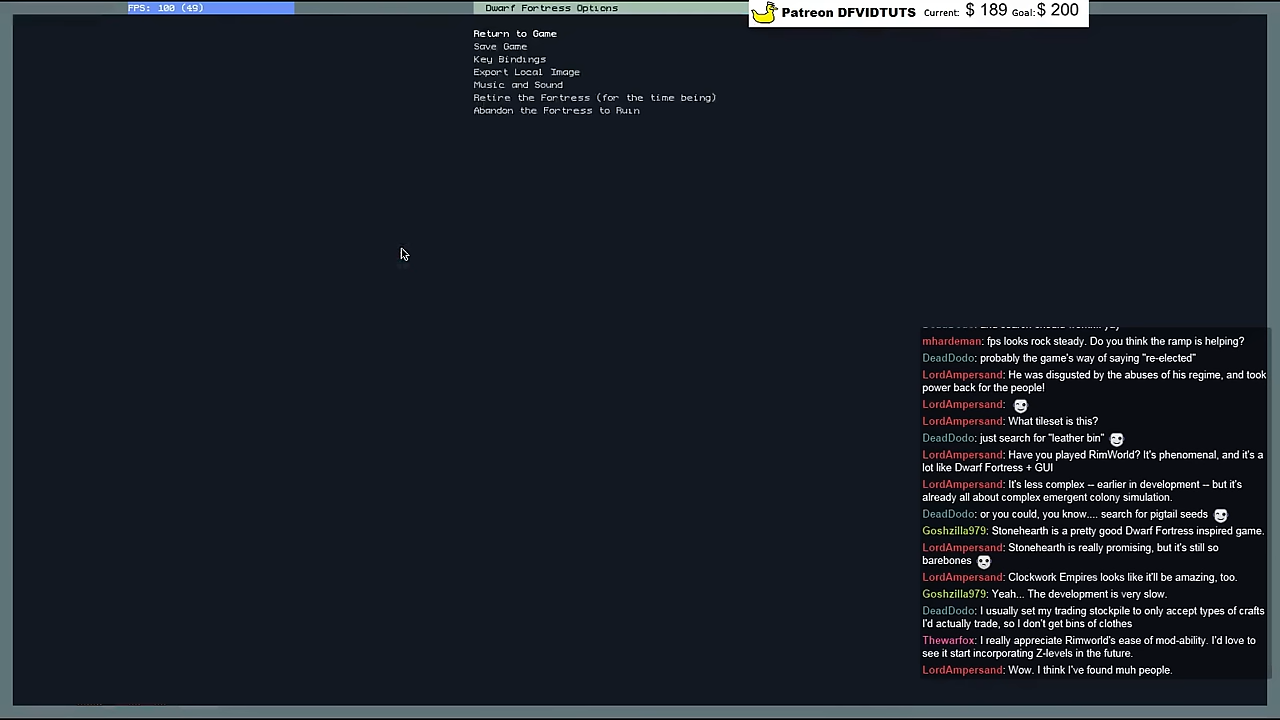 FPS: 100 (49)
Dwarf Fortress Options
Patreon DFVIDTUTS Current: $ 189 Goal: $ 200
Return to Game
Save Game
Key Bindings
Export Local Image
Music and Sound
Retire the Fortress (for the time being)
Abandon the Fortress to Ruin
mhardeman: fps looks rock steady. Do you think the ramp is helping?
DeadDodo: probably the game's way of saying "re-elected"
LordAmpersand: He was disgusted by the abuses of his regime, and took
power back for the people!
LordAmpersand:
LordAmpersand: What tileset is this?
DeadDodo: just search for "leather bin"
LordAmpersand: Have you played RimWorld? It's phenomenal, and it's a
lot like Dwarf Fortress + GUI
LordAmpersand: It's less complex -- earlier in development -- but it's
already all about complex emergent colony simulation.
DeadDodo: or you could, you know.... search for pigtail seeds
Goshzilla979: Stonehearth is a pretty good Dwarf Fortress inspired game.
LordAmpersand: Stonehearth is really promising, but it's still so
barebones
LordAmpersand: Clockwork Empires looks like it'll be amazing, too.
Goshzilla979: Yeah... The development is very slow.
DeadDodo: I usually set my trading stockpile to only accept types of crafts
I'd actually trade, so I don't get bins of clothes
Thewarfox: I really appreciate Rimworld's ease of mod-ability. I'd love to
see it start incorporating Z-levels in the future.
LordAmpersand: Wow. I think I've found muh people.